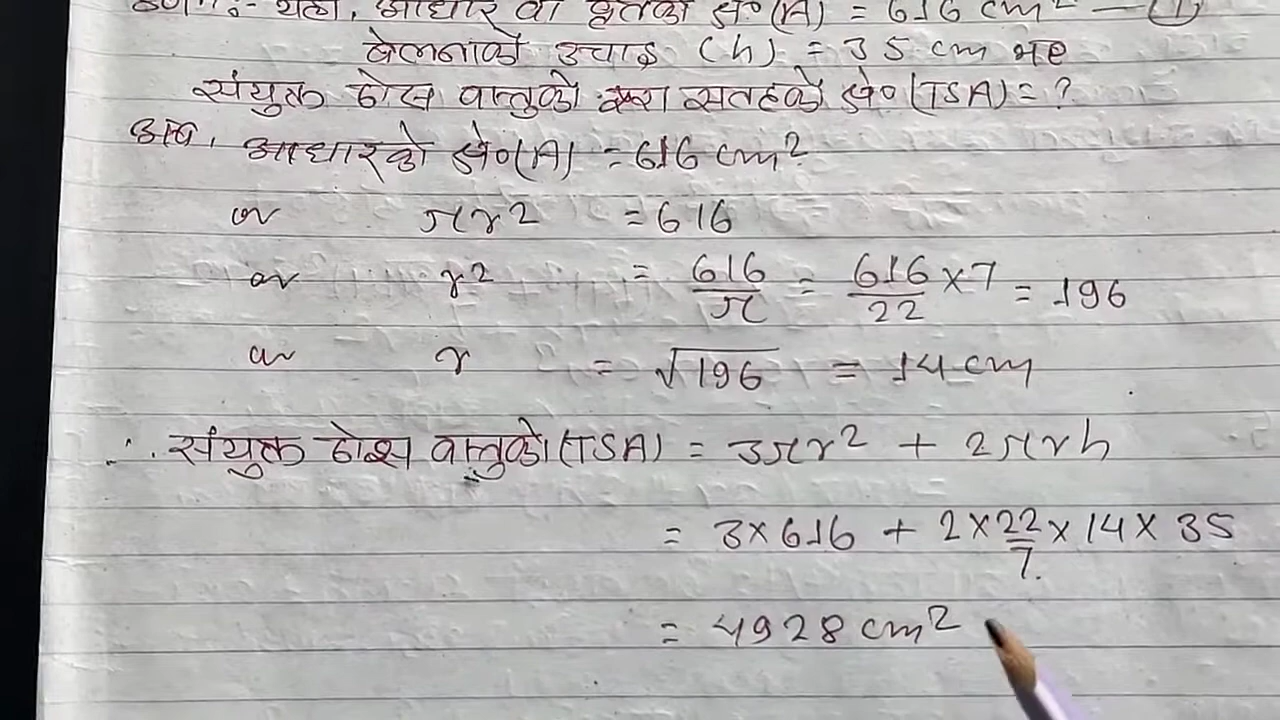 यहाँ, आधार वा वृतको क्षे०(A) = 616 cm² — ①
बेलनाको उचाइ (h) = 35 cm भए
संयुक्त ठोस वस्तुको पुरा सतहको क्षे०(TSA) = ?
अब, आधारको क्षे०(A) = 616 cm²
or πr² = 616
or r² = 616/π = 616/22 × 7 = 196
or r = √196 = 14 cm
∴ संयुक्त ठोस वस्तुको (TSA) = 3πr² + 2πrh
= 3×616 + 2×22/7×14×35
= 4928 cm²